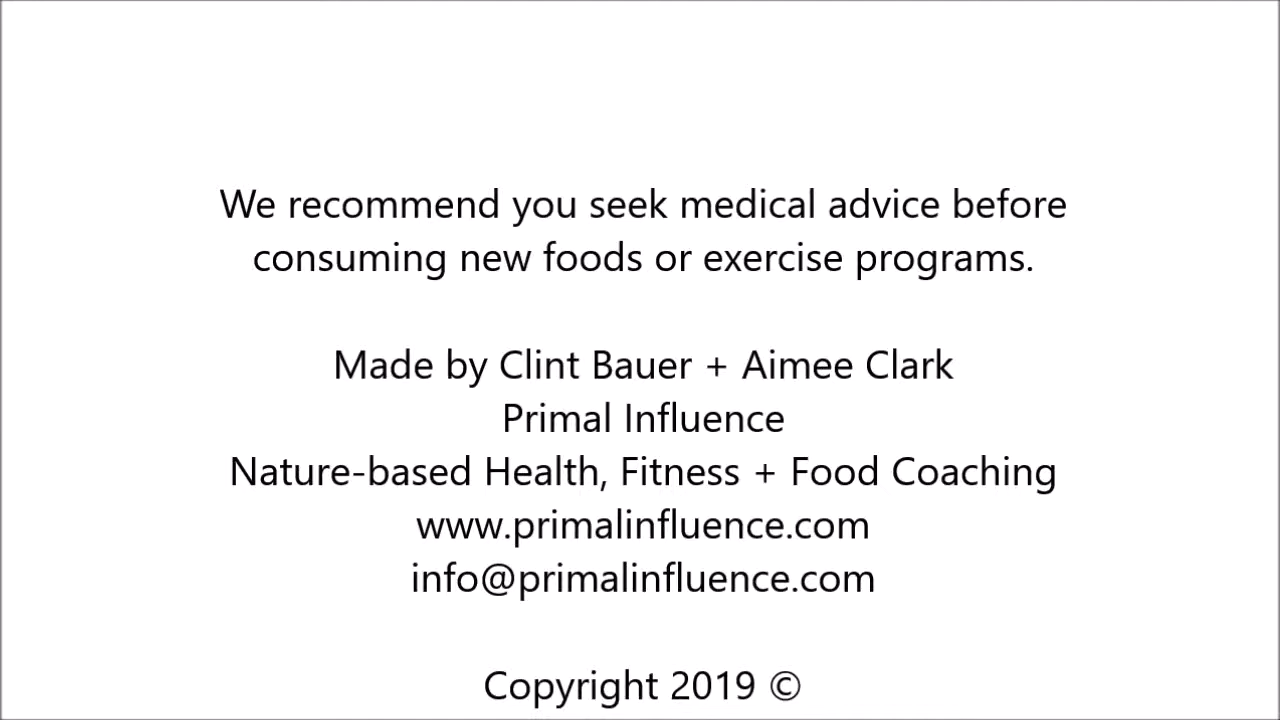 We recommend you seek medical advice before
consuming new foods or exercise programs.
Made by Clint Bauer + Aimee Clark
Primal Influence
Nature-based Health, Fitness + Food Coaching
www.primalinfluence.com
info@primalinfluence.com
Copyright 2019 ©